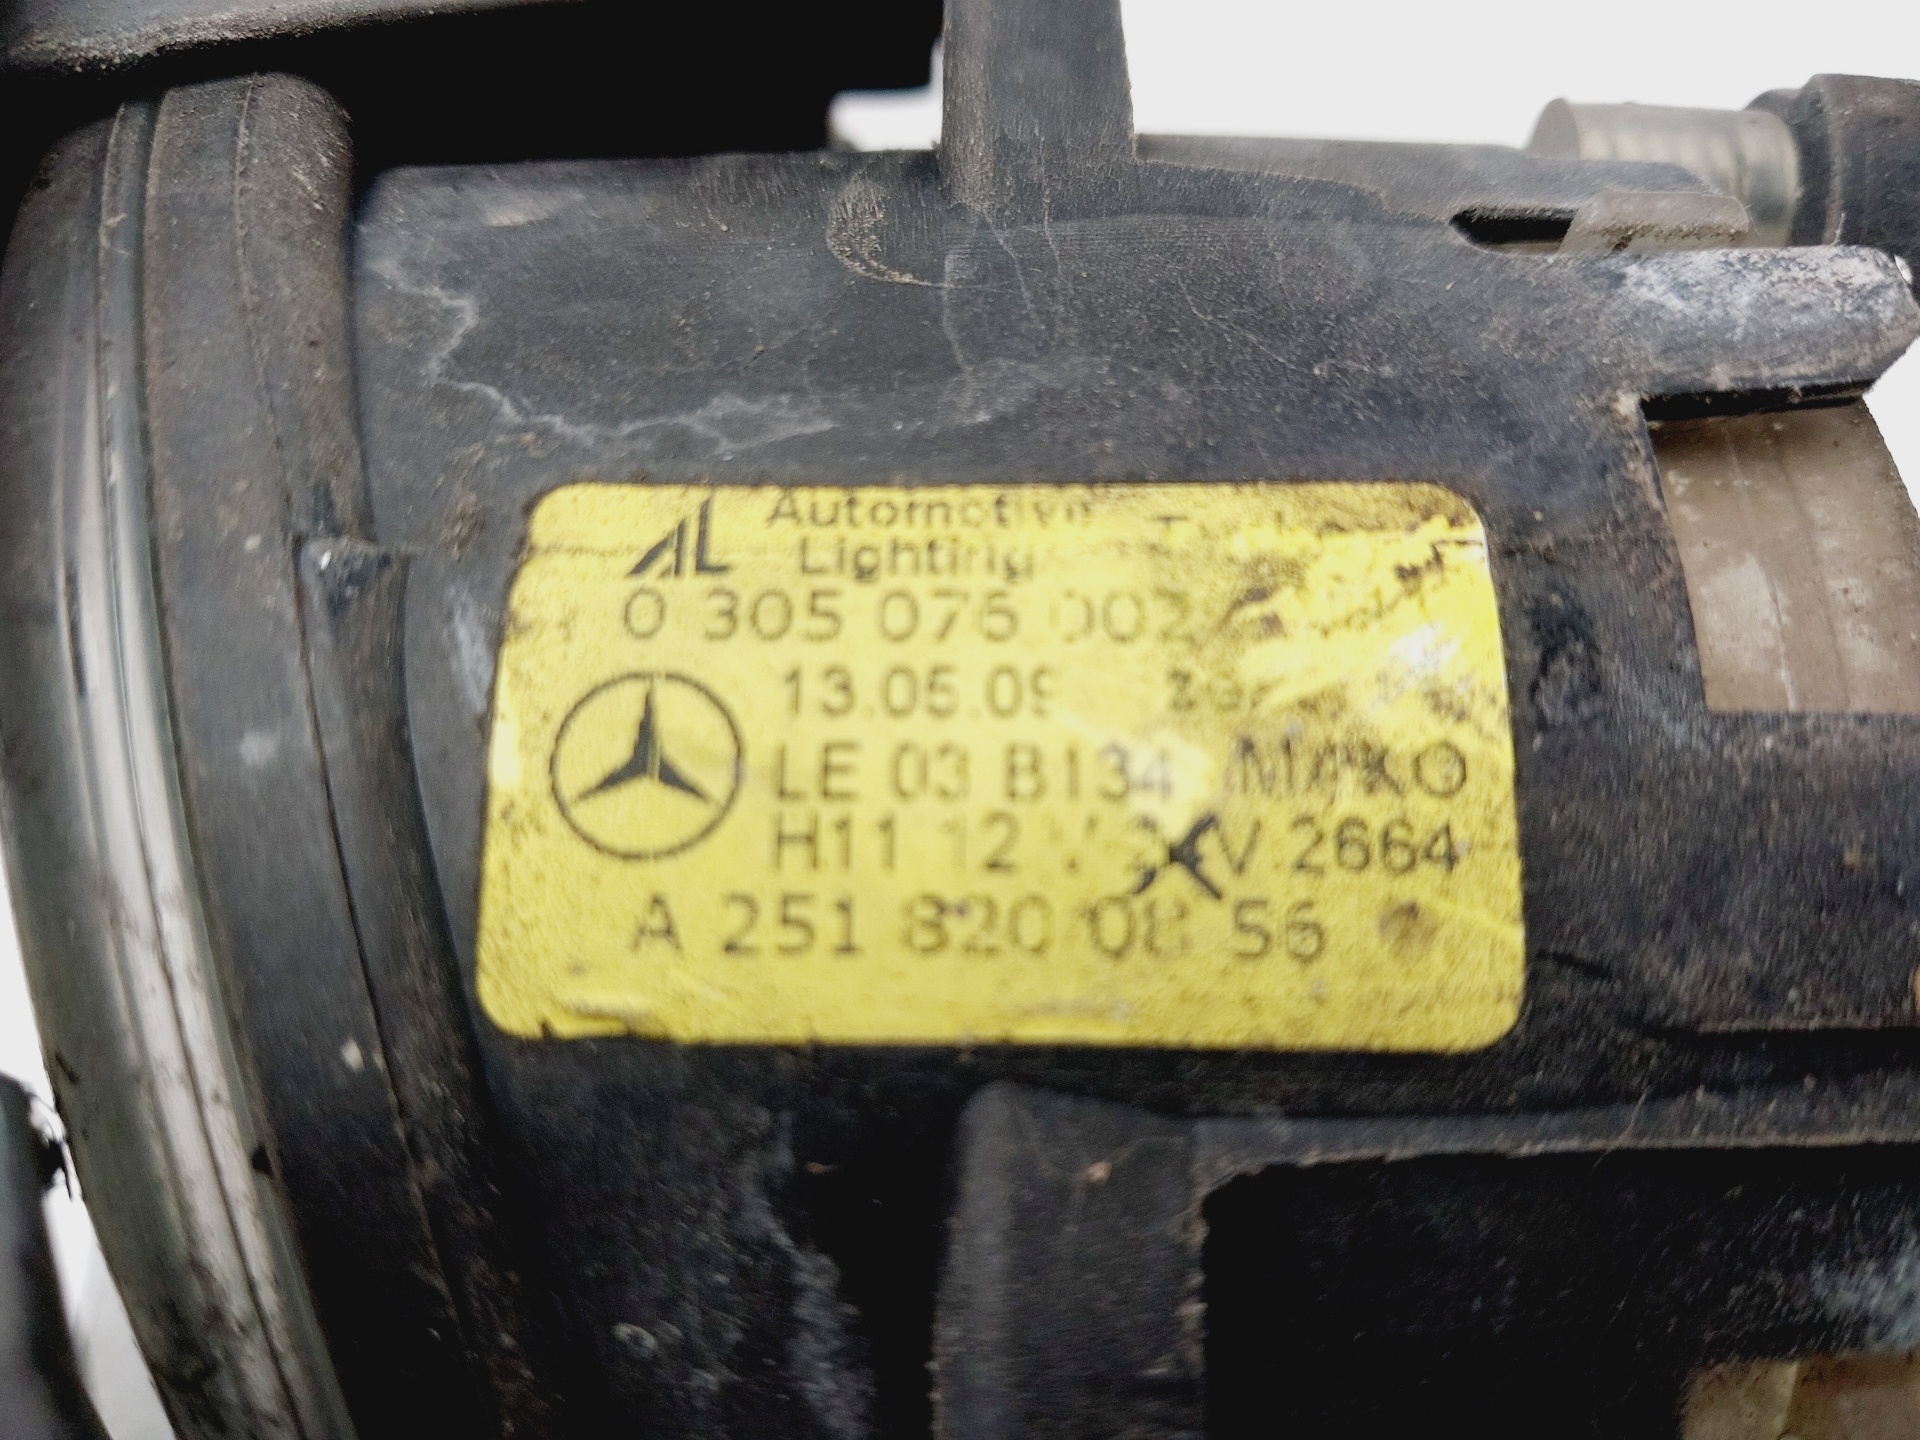 AL Automotive
Lighting
0 305 076 002
13.05.09
LE 03 B134
H11 12 V 2664
A 251 820 08 56